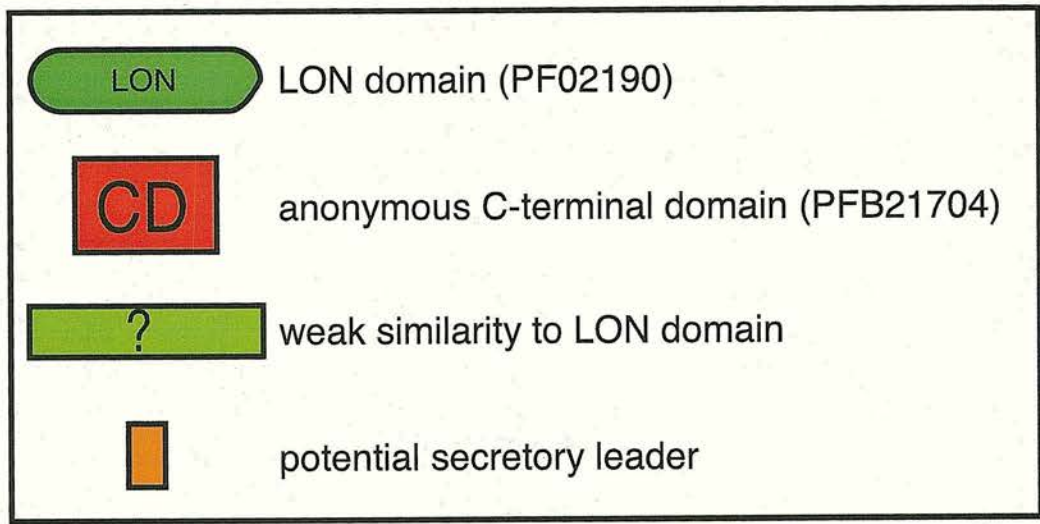 LON LON domain (PF02190)
CD anonymous C-terminal domain (PFB21704)
? weak similarity to LON domain
potential secretory leader